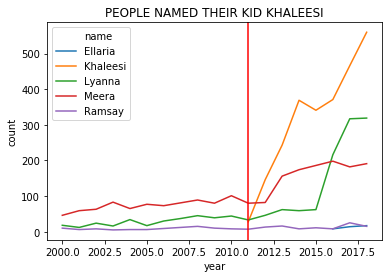 PEOPLE NAMED THEIR KID KHALEESI
name
Ellaria
Khaleesi
Lyanna
Meera
Ramsay
count
500
400
300
200
100
0
2000.0
2002.5
2005.0
2007.5
2010.0
2012.5
2015.0
2017.5
year